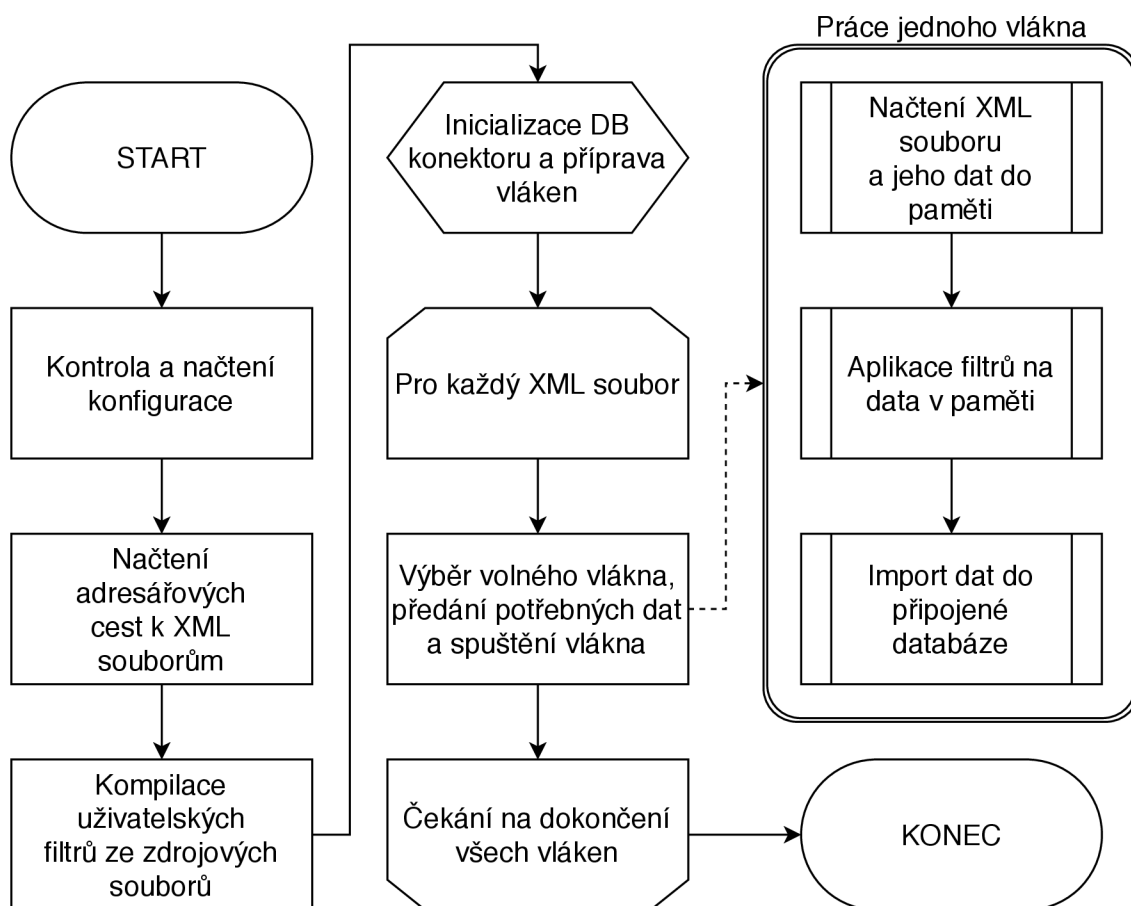 START
Kontrola a načtení
konfigurace
Načtení
adresářových
cest k XML
souborům
Kompilace
uživatelských
filtrů ze zdrojových
souborů
Inicializace DB
konektoru a příprava
vláken
Pro každý XML soubor
Výběr volného vlákna,
předání potřebných dat
a spuštění vlákna
Čekání na dokončení
všech vláken
Práce jednoho vlákna
Načtení XML
souboru
a jeho dat do
paměti
Aplikace filtrů na
data v paměti
Import dat do
připojené
databáze
KONEC